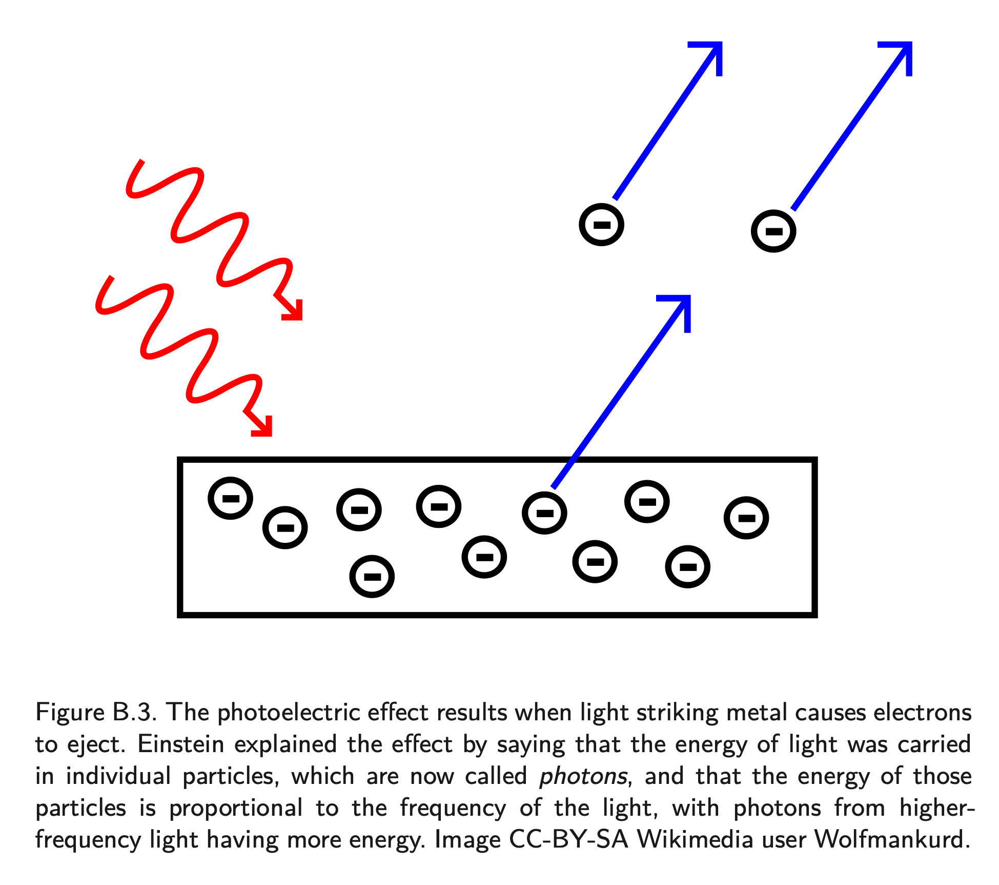 Figure B.3. The photoelectric effect results when light striking metal causes electrons
to eject. Einstein explained the effect by saying that the energy of light was carried
in individual particles, which are now called photons, and that the energy of those
particles is proportional to the frequency of the light, with photons from higher-
frequency light having more energy. Image CC-BY-SA Wikimedia user Wolfmankurd.